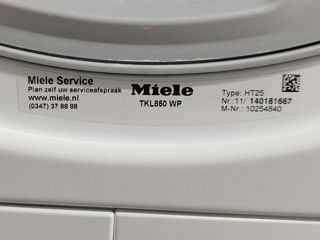 Miele Service
Plan zelf uw serviceafspraak
www.miele.nl
(0347) 37 88 88
Miele
TKL850 WP
Type: HT25
Nr.:11/ 140181667
M-Nr.: 10254840